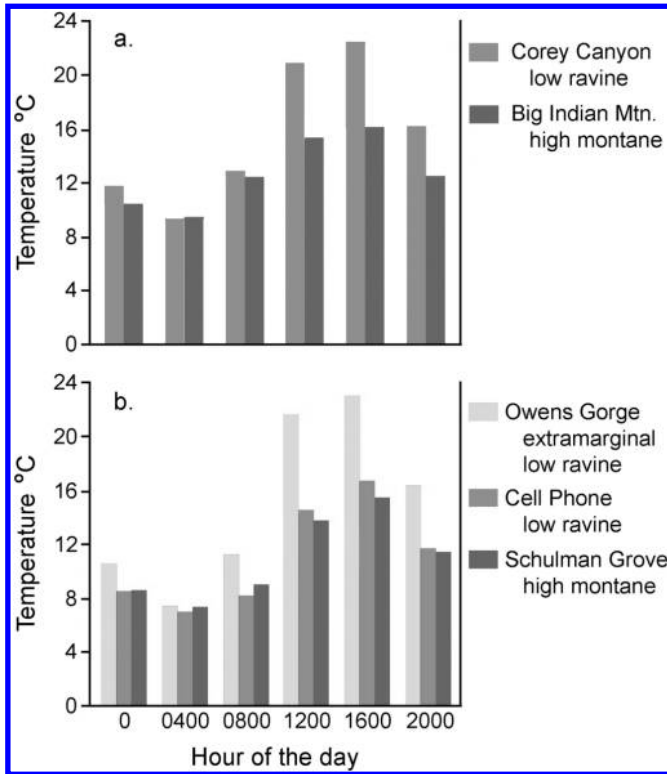 a.
Temperature °C
24
20
16
12
8
4
0
Corey Canyon
low ravine
Big Indian Mtn.
high montane
b.
Temperature °C
24
20
16
12
8
4
0
Owens Gorge
extramarginal
low ravine
Cell Phone
low ravine
Schulman Grove
high montane
0 0400 0800 1200 1600 2000
Hour of the day